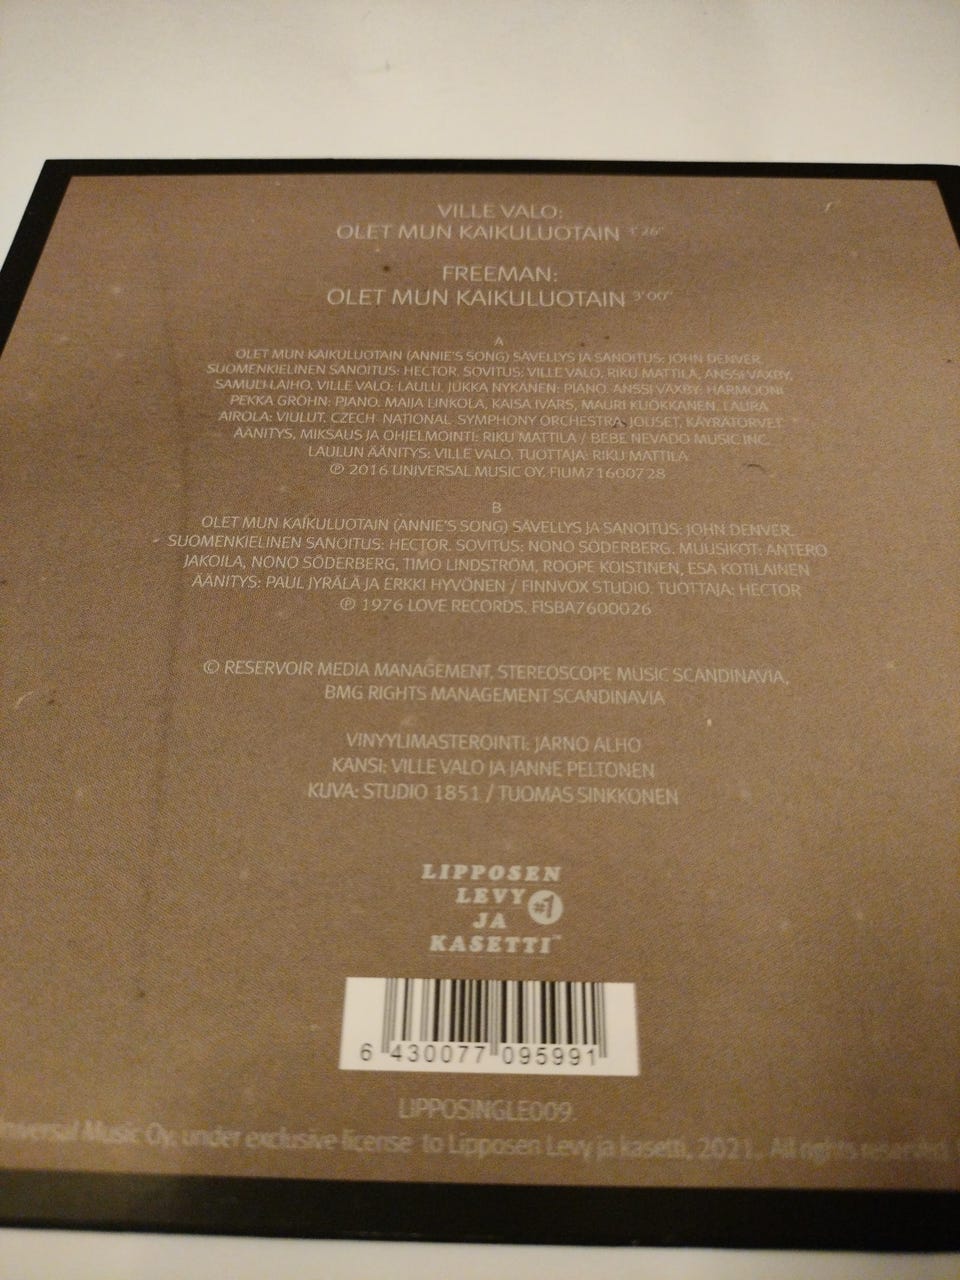 VILLE VALO:
OLET MUN KAIKULUOTAIN 3'26"
FREEMAN:
OLET MUN KAIKULUOTAIN 3'00"
A
OLET MUN KAIKULUOTAIN (ANNIE'S SONG) SÄVELLYS JA SANOITUS: JOHN DENVER.
SUOMENKIELINEN SANOITUS: HECTOR. SOVITUS: VILLE VALO, RIKU MATTILA, ANSSI VÄXBY,
SAMULI LAIHO. VILLE VALO: LAULU. JUKKA NYKÄNEN: PIANO. ANSSI VÄXBY: HARMOONI.
PEKKA GRÖHN: PIANO. MAIJA LINKOLA, KAISA IVARS, MAURI KUOKKANEN, LAURA
AIROLA: VIULUT. CZECH NATIONAL SYMPHONY ORCHESTRA: JOUSET, KÄYRÄTORVET.
ÄÄNITYS, MIKSAUS JA OHJELMOINTI: RIKU MATTILA / BEBE NEVADO MUSIC INC.
LAULUN ÄÄNITYS: VILLE VALO. TUOTTAJA: RIKU MATTILA
℗ 2016 UNIVERSAL MUSIC OY. FIUM71600728
B
OLET MUN KAIKULUOTAIN (ANNIE'S SONG) SÄVELLYS JA SANOITUS: JOHN DENVER.
SUOMENKIELINEN SANOITUS: HECTOR. SOVITUS: NONO SÖDERBERG. MUUSIKOT: ANTERO
JAKOILA, NONO SÖDERBERG, TIMO LINDSTRÖM, ROOPE KOISTINEN, ESA KOTILAINEN
ÄÄNITYS: PAUL JYRÄLÄ JA ERKKI HYVÖNEN / FINNVOX STUDIO. TUOTTAJA: HECTOR
℗ 1976 LOVE RECORDS. FISBA7600026
© RESERVOIR MEDIA MANAGEMENT, STEREOSCOPE MUSIC SCANDINAVIA,
BMG RIGHTS MANAGEMENT SCANDINAVIA
VINYYLIMASTEROINTI: JARNO ALHO
KANSI: VILLE VALO JA JANNE PELTONEN
KUVA: STUDIO 1851 / TUOMAS SINKKONEN
LIPPOSEN
LEVY #1
JA
KASETTI™
6 430077 095991
LIPPOSINGLE009.
Universal Music Oy, under exclusive license to Lipposen Levy ja kasetti, 2021. All rights reserved.